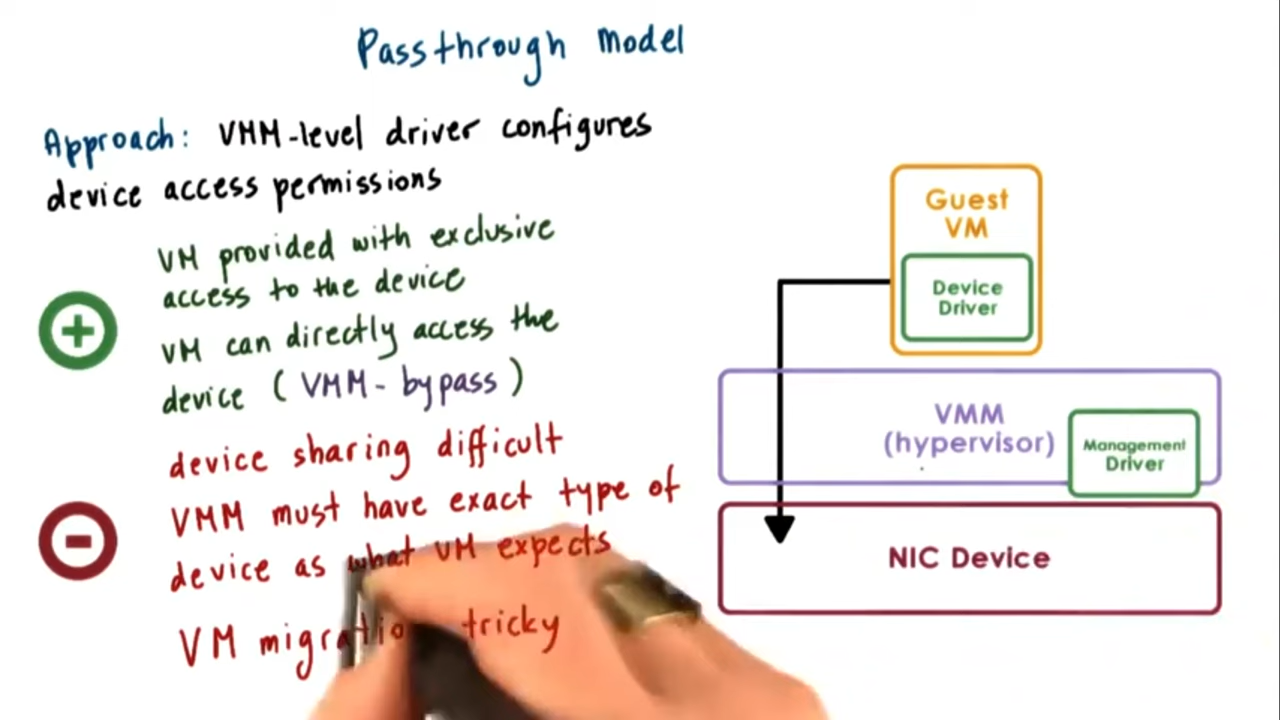 Passthrough Model
Approach: VMM-level driver configures
device access permissions
VM provided with exclusive
access to the device
VM can directly access the
device (VMM-bypass)
device sharing difficult
VMM must have exact type of
device as what VM expects
VM migration tricky
Guest
VM
Device
Driver
VMM
(hypervisor)
Management
Driver
NIC Device